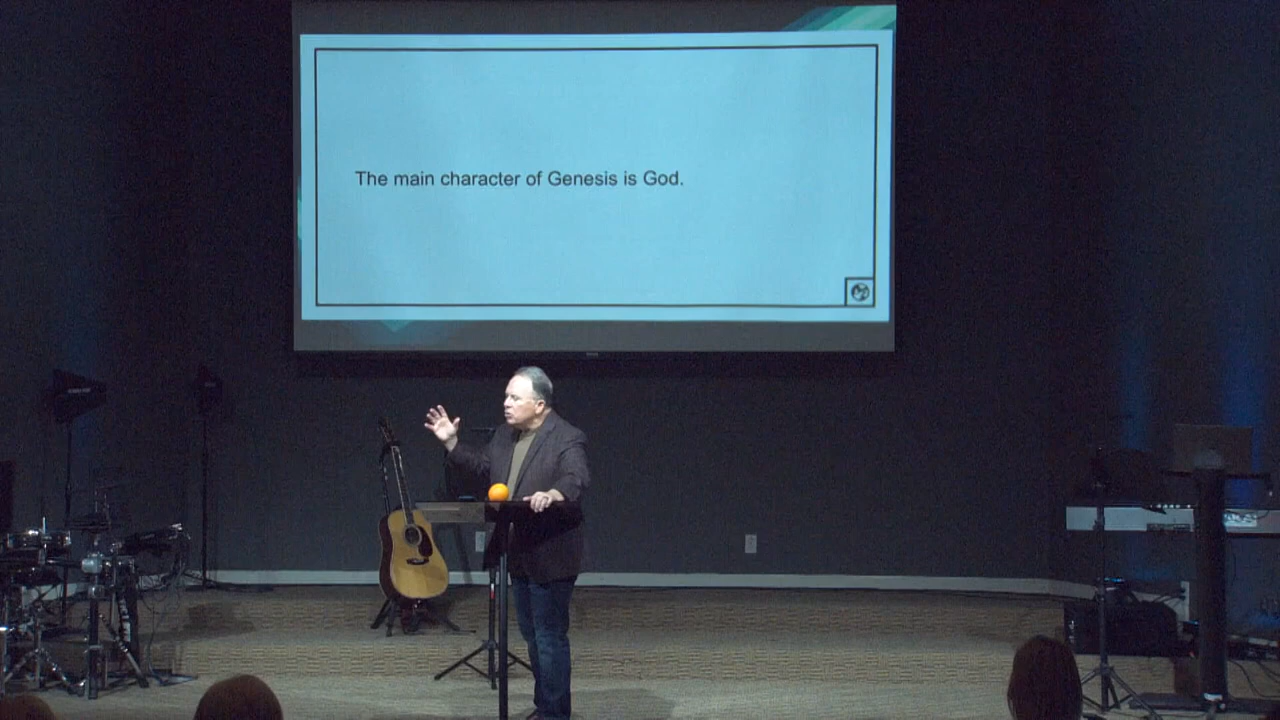 The main character of Genesis is God.